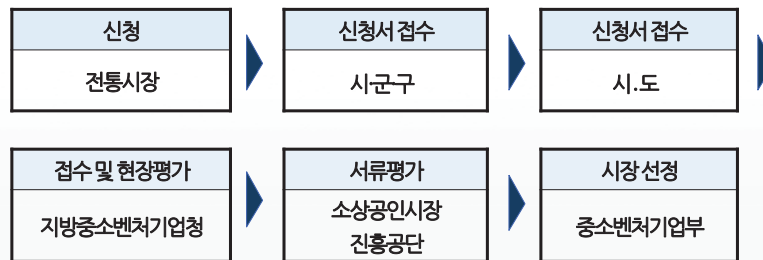 신청
전통시장
신청서 접수
시·군·구
신청서 접수
시.도
접수 및 현장평가
지방중소벤처기업청
서류평가
소상공인시장
진흥공단
시장 선정
중소벤처기업부